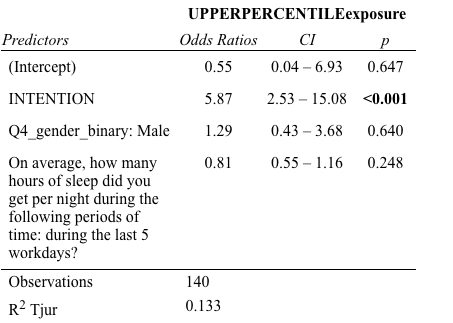 UPPERPERCENTILEexposure
Predictors Odds Ratios CI p
(Intercept) 0.55 0.04 – 6.93 0.647
INTENTION 5.87 2.53 – 15.08 <0.001
Q4_gender_binary: Male 1.29 0.43 – 3.68 0.640
On average, how many 0.81 0.55 – 1.16 0.248
hours of sleep did you
get per night during the
following periods of
time: during the last 5
workdays?
Observations 140
R² Tjur 0.133